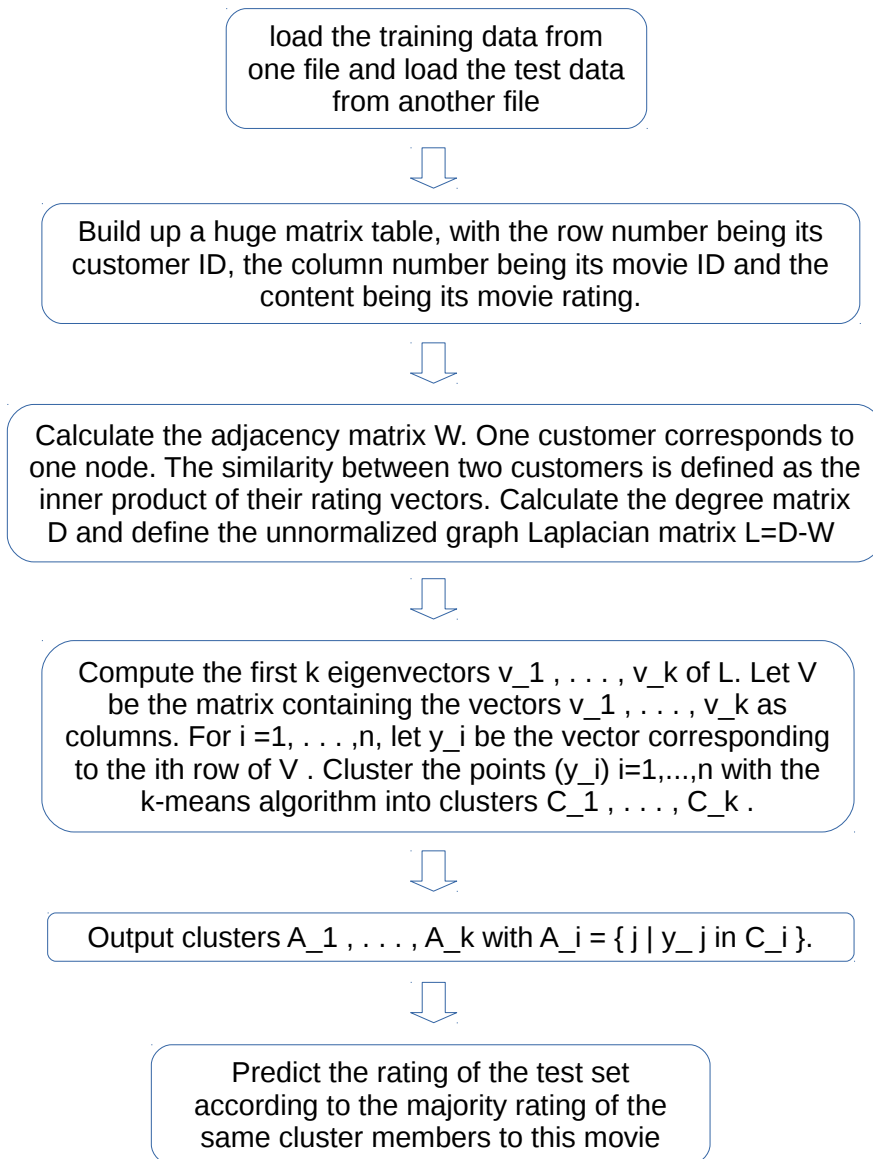 load the training data from
one file and load the test data
from another file
Build up a huge matrix table, with the row number being its
customer ID, the column number being its movie ID and the
content being its movie rating.
Calculate the adjacency matrix W. One customer corresponds to
one node. The similarity between two customers is defined as the
inner product of their rating vectors. Calculate the degree matrix
D and define the unnormalized graph Laplacian matrix L=D-W
Compute the first k eigenvectors v_1 , . . . , v_k of L. Let V
be the matrix containing the vectors v_1 , . . . , v_k as
columns. For i =1, . . . ,n, let y_i be the vector corresponding
to the ith row of V . Cluster the points (y_i) i=1,...,n with the
k-means algorithm into clusters C_1 , . . . , C_k .
Output clusters A_1 , . . . , A_k with A_i = { j | y_ j in C_i }.
Predict the rating of the test set
according to the majority rating of the
same cluster members to this movie